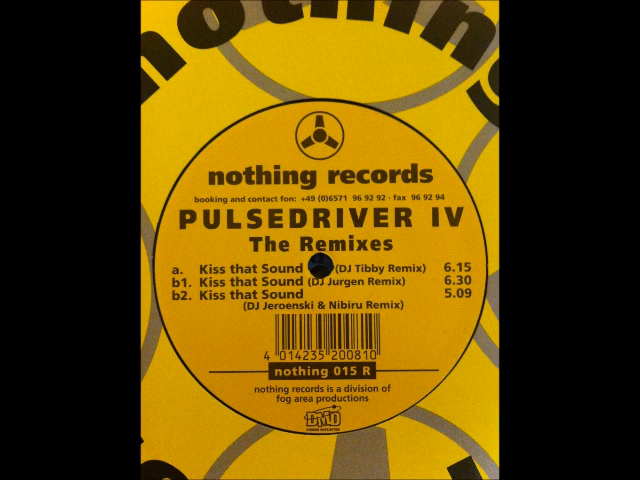 nothing
nothing records
booking and contact fon: +49 (0)6571 96 92 92 - fax 96 92 94
PULSEDRIVER IV
The Remixes
a. Kiss that Sound (DJ Tibby Remix) 6.15
b1. Kiss that Sound (DJ Jurgen Remix) 6.30
b2. Kiss that Sound 5.09
(DJ Jeroenski & Nibiru Remix)
4 014235 200810
nothing 015 R
nothing records is a division of
fog area productions
DMD